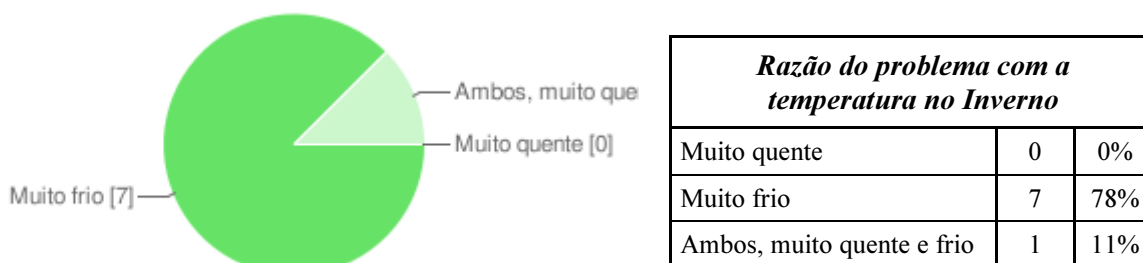 Ambos, muito que
Muito quente [0]
Muito frio [7]
Razão do problema com a
temperatura no Inverno
Muito quente 0 0%
Muito frio 7 78%
Ambos, muito quente e frio 1 11%